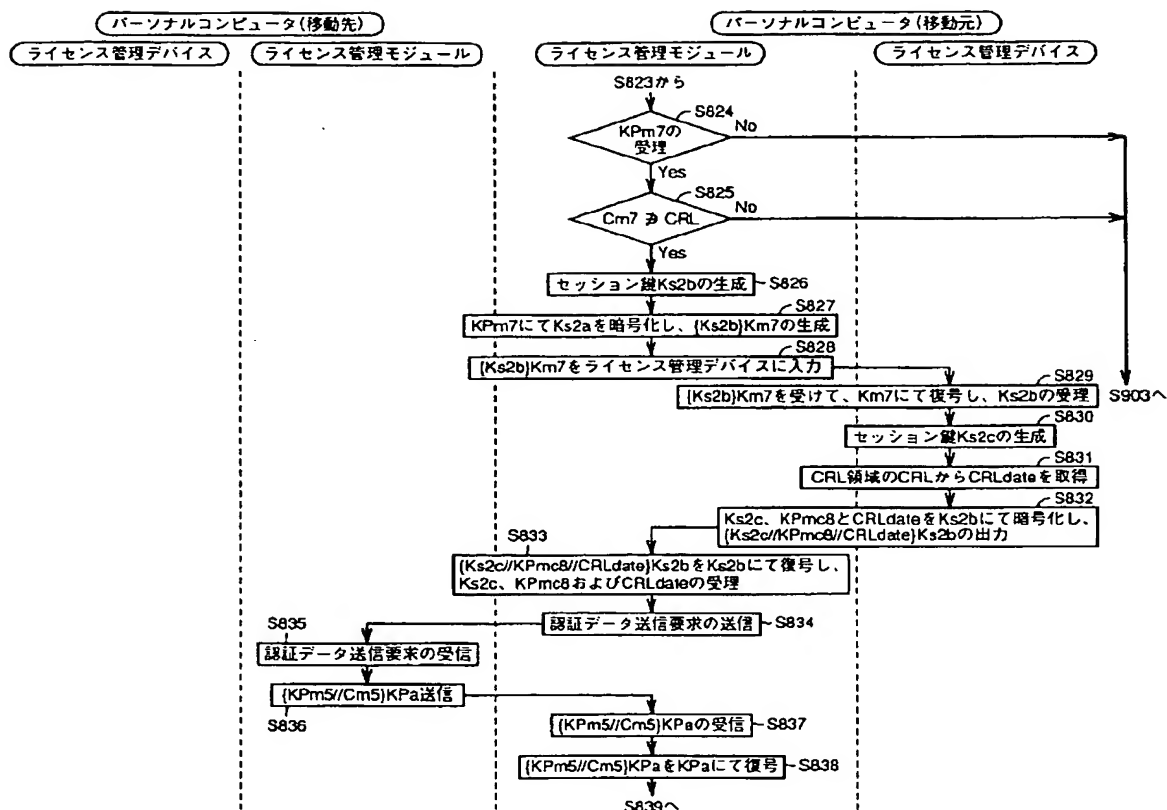 パーソナルコンピュータ(移動先)
パーソナルコンピュータ(移動元)
ライセンス管理デバイス
ライセンス管理モジュール
ライセンス管理モジュール
ライセンス管理デバイス
S823から
S824
KPm7の
受理
No
Yes
S825
Cm7 ∌ CRL
No
Yes
セッション鍵Ks2bの生成
S826
S827
KPm7にてKs2aを暗号化し、{Ks2b}Km7の生成
S828
{Ks2b}Km7をライセンス管理デバイスに入力
S829
{Ks2b}Km7を受けて、Km7にて復号し、Ks2bの受理
S903へ
S830
セッション鍵Ks2cの生成
S831
CRL領域のCRLからCRLdateを取得
S832
Ks2c、KPmc8とCRLdateをKs2bにて暗号化し、
{Ks2c//KPmc8//CRLdate}Ks2bの出力
S833
{Ks2c//KPmc8//CRLdate}Ks2bをKs2bにて復号し、
Ks2c、KPmc8およびCRLdateの受理
認証データ送信要求の送信
S834
S835
認証データ送信要求の受信
{KPm5//Cm5}KPa送信
S836
{KPm5//Cm5}KPaの受信
S837
{KPm5//Cm5}KPaをKPaにて復号
S838
S839へ